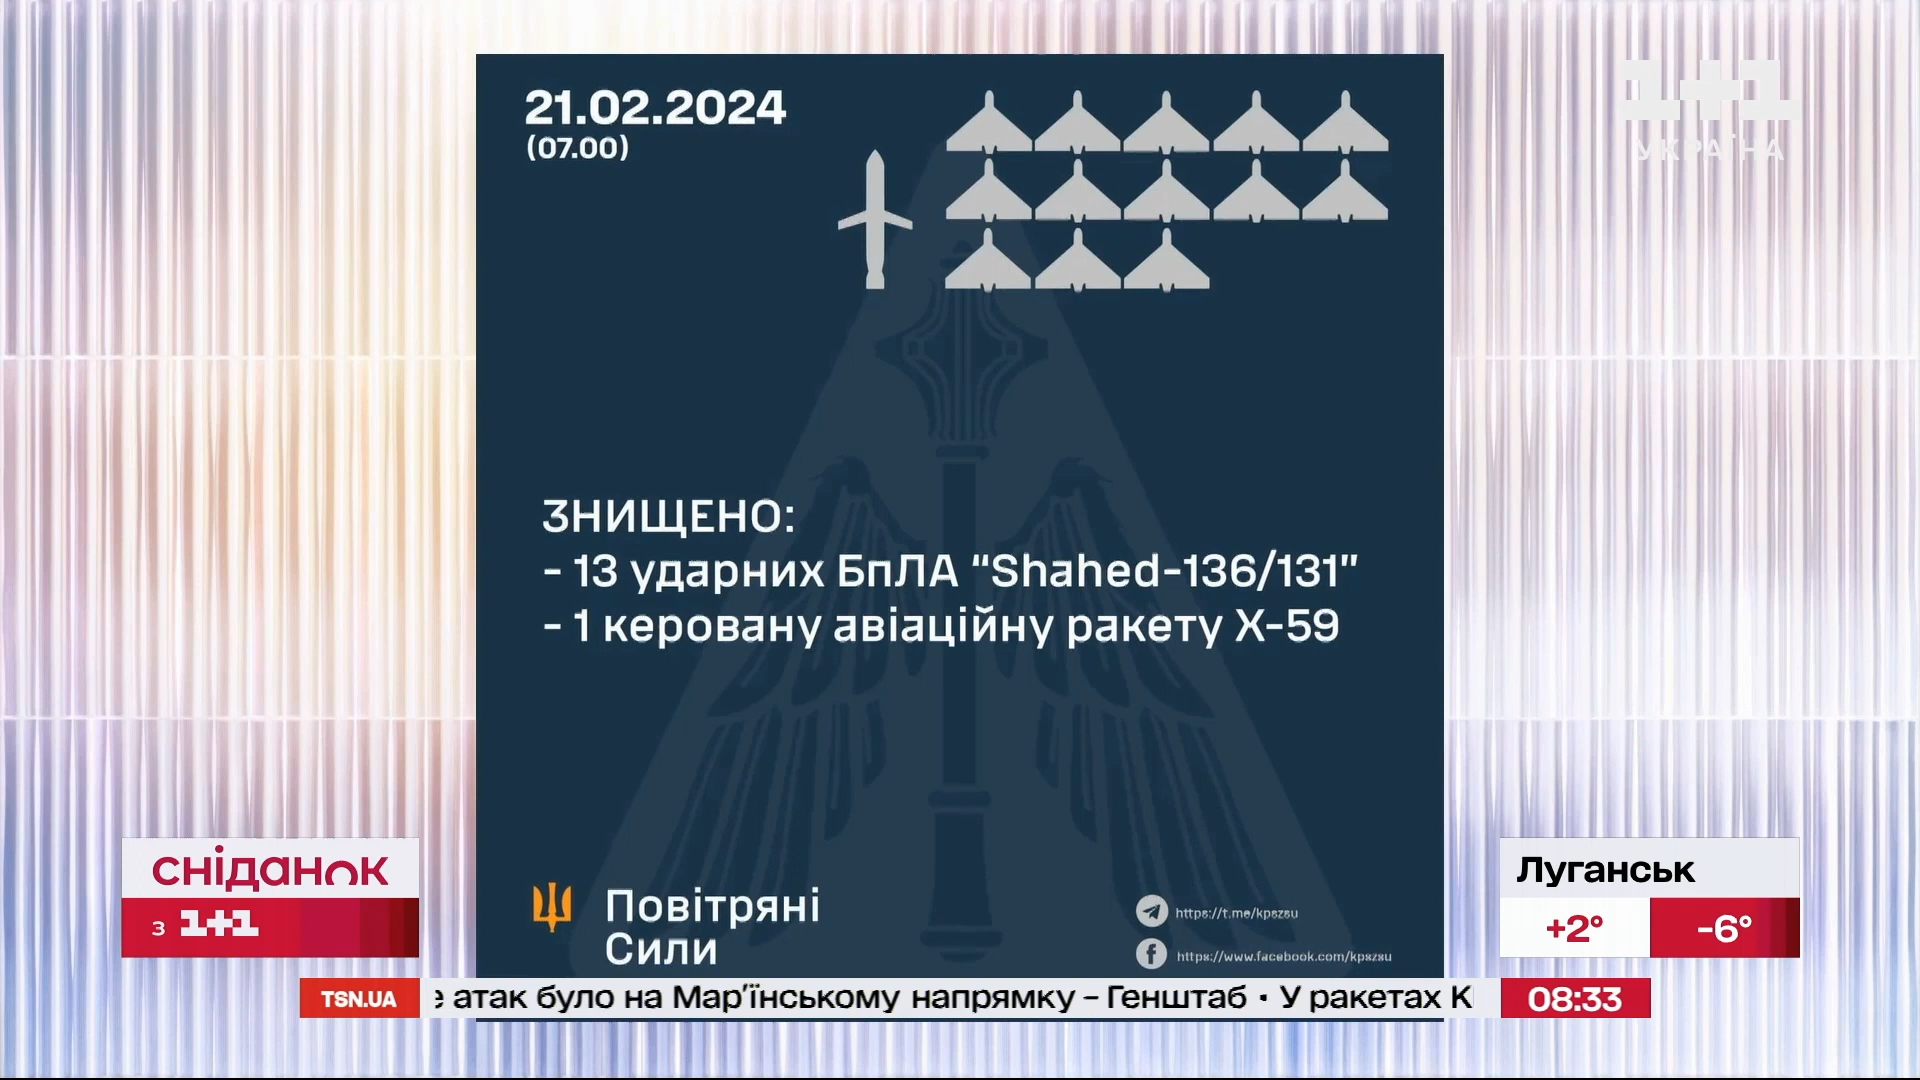 21.02.2024
(07.00)
1+1
УКРАЇНА
ЗНИЩЕНО:
- 13 ударних БпЛА “Shahed-136/131”
- 1 керовану авіаційну ракету Х-59
Повітряні
Сили
https://t.me/kpszsu
https://www.facebook.com/kpszsu
сніданок
з 1+1
Луганськ
+2° -6°
TSN.UA е атак було на Мар’їнському напрямку – Генштаб • У ракетах К 08:33